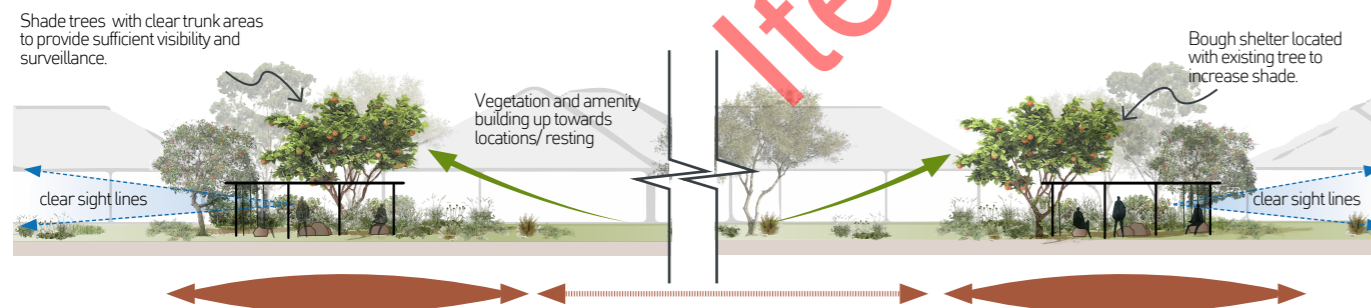 Shade trees with clear trunk areas
to provide sufficient visibility and
surveillance.
Vegetation and amenity
building up towards
locations/ resting
Bough shelter located
with existing tree to
increase shade.
clear sight lines
clear sight lines
Ite